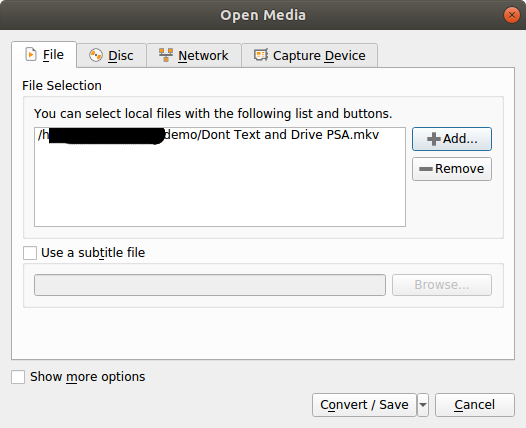 Open Media
File Disc Network Capture Device
File Selection
You can select local files with the following list and buttons.
/h demo/Dont Text and Drive PSA.mkv
Add...
Remove
Use a subtitle file
Browse...
Show more options
Convert / Save Cancel